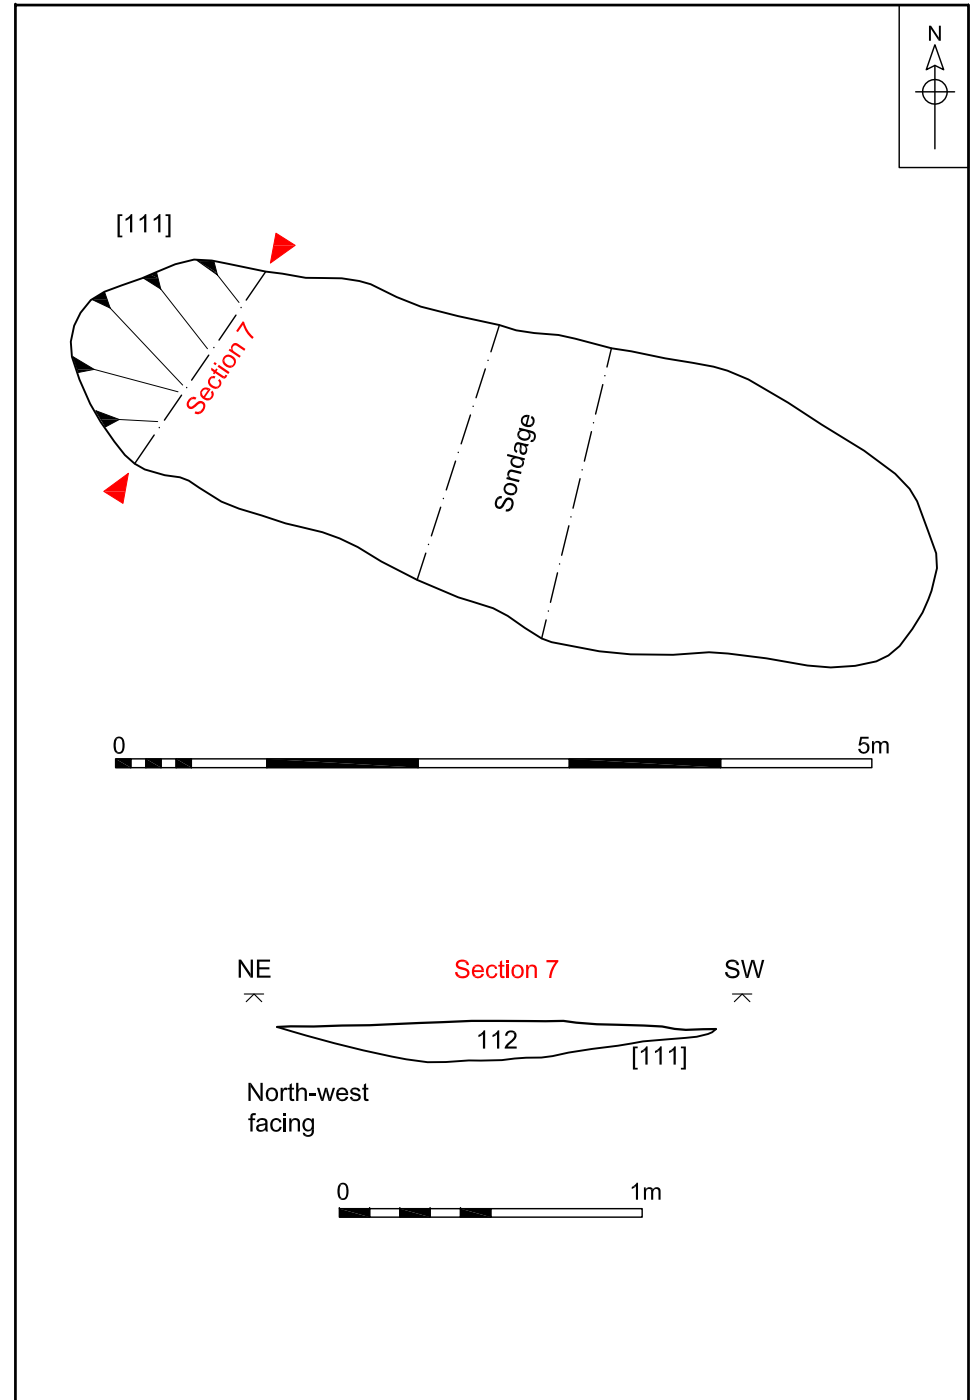 N
[111]
Section 7
Sondage
0 5m
NE Section 7 SW
112
[111]
North-west
facing
0 1m